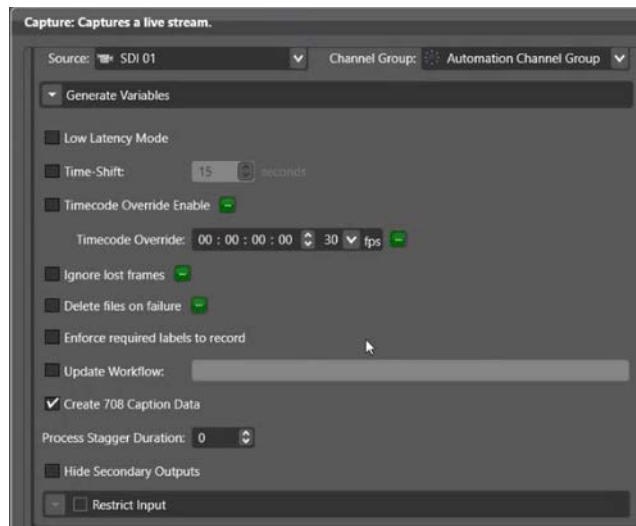 Capture: Captures a live stream.
Source: SDI 01 Channel Group: Automation Channel Group
Generate Variables
Low Latency Mode
Time-Shift: 15 seconds
Timecode Override Enable
Timecode Override: 00 : 00 : 00 : 00 30 fps
Ignore lost frames
Delete files on failure
Enforce required labels to record
Update Workflow:
Create 708 Caption Data
Process Stagger Duration: 0
Hide Secondary Outputs
Restrict Input